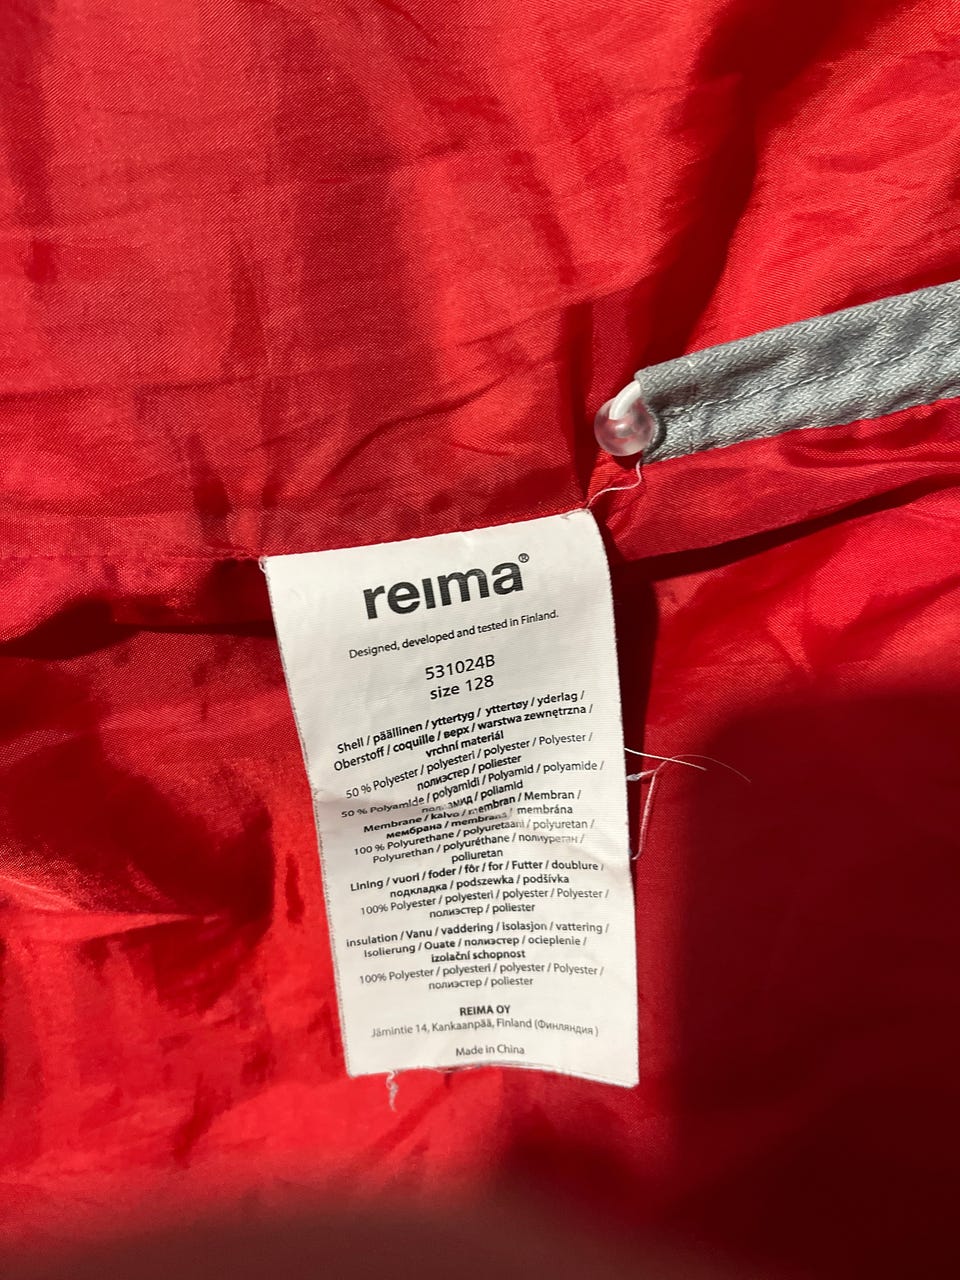 reima®
Designed, developed and tested in Finland.
531024B
size 128
Shell / päällinen / yttertyg / yttertøy / yderlag /
Oberstoff / coquille / верх / warstwa zewnętrzna /
vrchní materiál
50 % Polyester / polyesteri / polyester / Polyester /
полиэстер / poliester
50 % Polyamide / polyamidi / Polyamid / polyamide /
poliamid
Membrane / kalvo / membran / Membran /
мембрана / membrana / membrána
100 % Polyurethane / polyuretaani / polyuretan /
Polyurethan / polyuréthane / полиуретан /
poliuretan
Lining / vuori / foder / fôr / for / Futter / doublure /
подкладка / podszewka / podšívka
100% Polyester / polyesteri / polyester / Polyester /
полиэстер / poliester
insulation / Vanu / vaddering / isolasjon / vattering /
Isolierung / Ouate / полиэстер / ocieplenie /
izolační schopnost
100% Polyester / polyesteri / polyester / Polyester /
полиэстер / poliester
REIMA OY
Jämintie 14, Kankaanpää, Finland (Финляндия )
Made in China